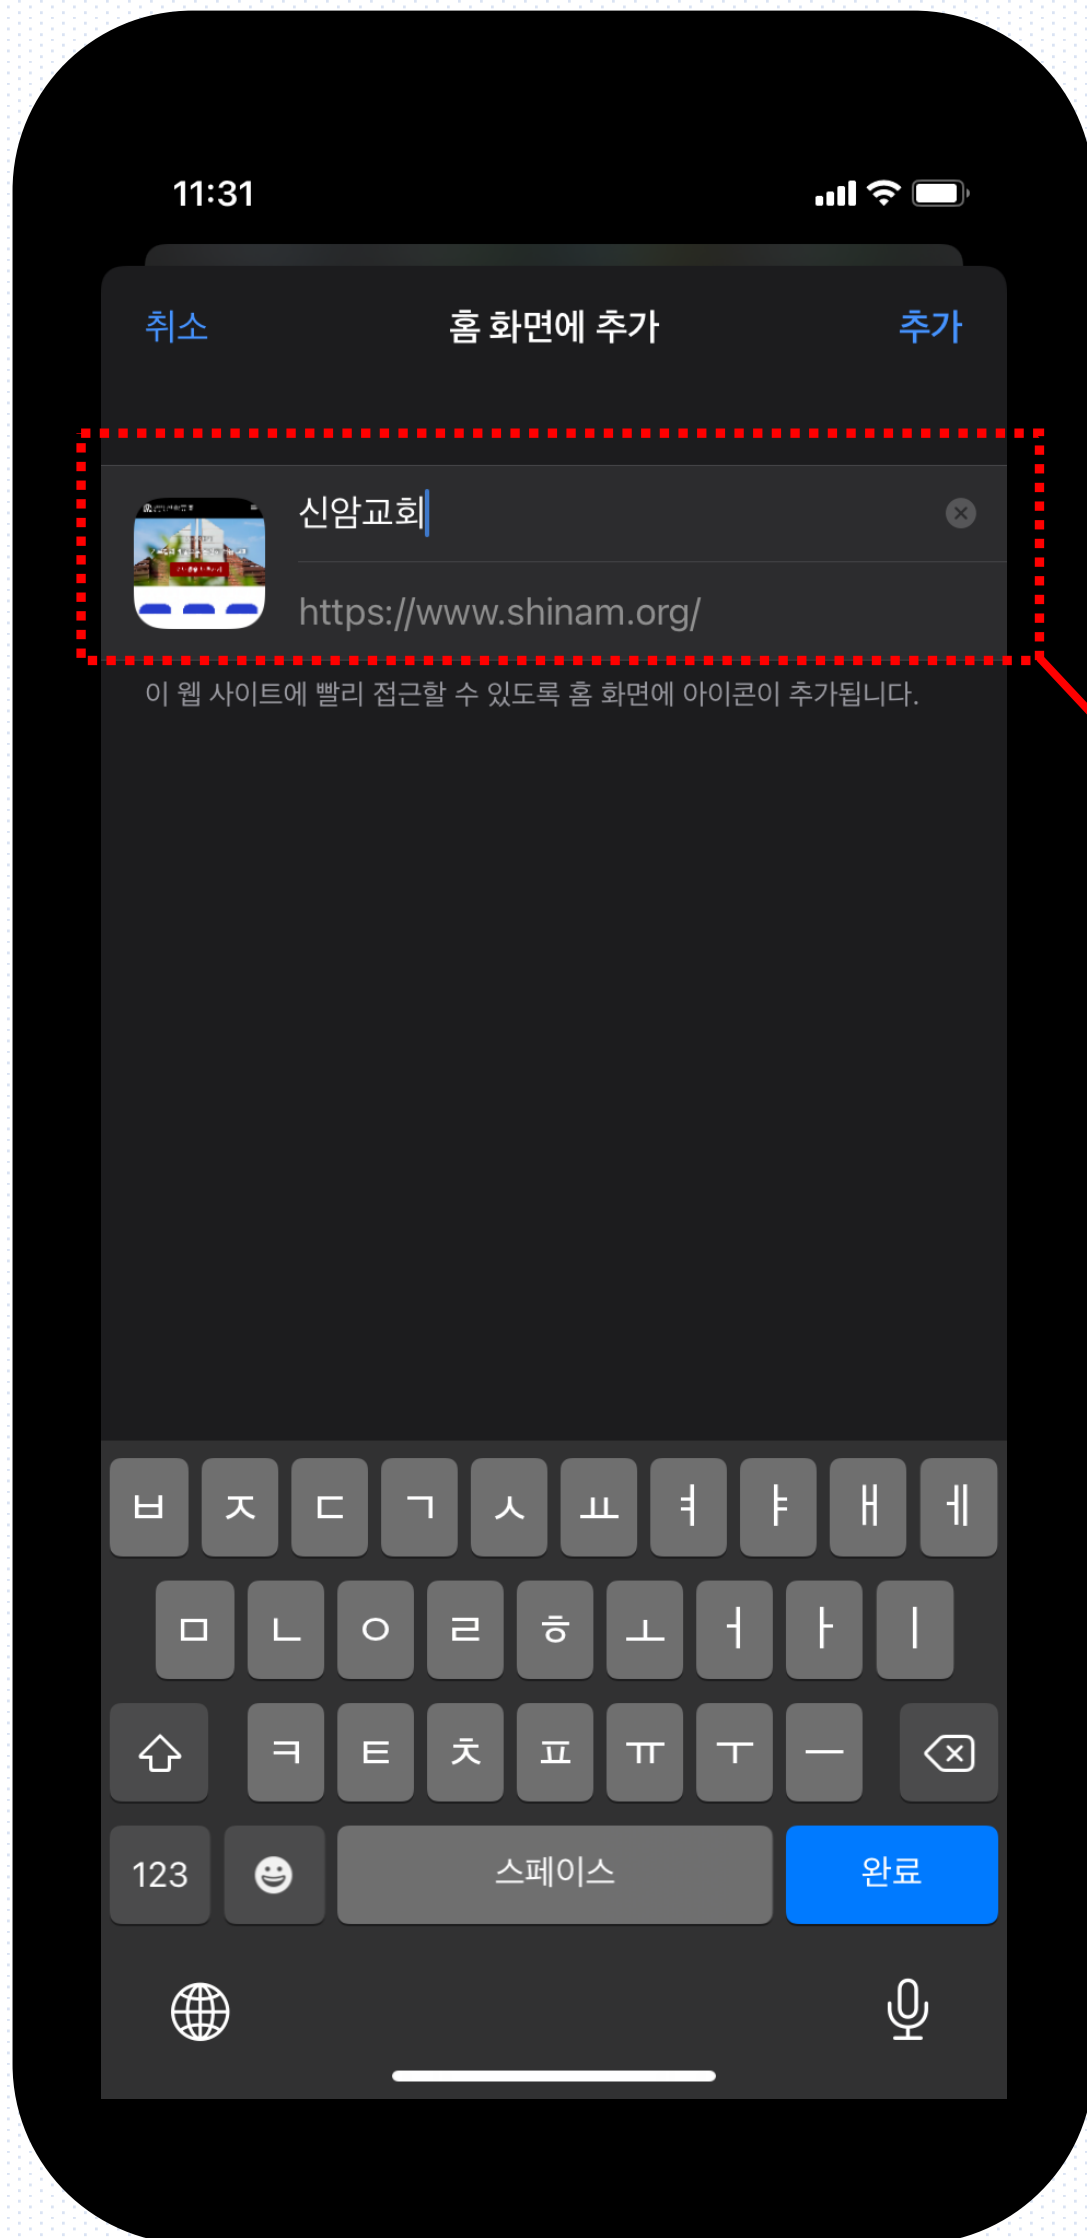 11:31
취소 홈 화면에 추가 추가
신암교회
https://www.shinam.org/
이 웹 사이트에 빨리 접근할 수 있도록 홈 화면에 아이콘이 추가됩니다.
ㅂ ㅈ ㄷ ㄱ ㅅ ㅛ ㅕ ㅑ ㅐ ㅔ
ㅁ ㄴ ㅇ ㄹ ㅎ ㅗ ㅓ ㅏ ㅣ
ㅋ ㅌ ㅊ ㅍ ㅠ ㅜ ㅡ
123 스페이스 완료